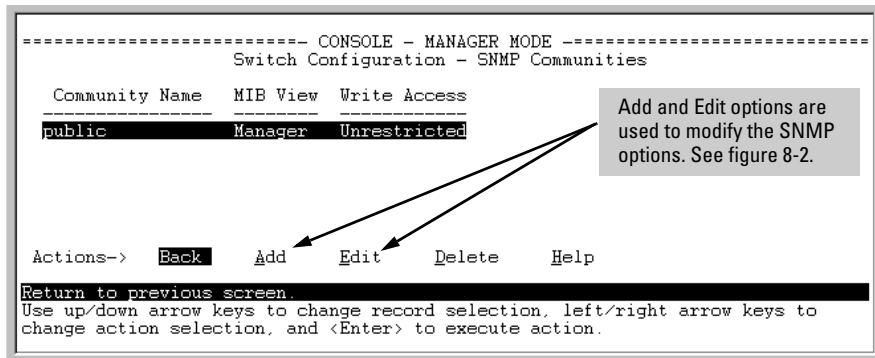 ===========================- CONSOLE - MANAGER MODE -============================
Switch Configuration - SNMP Communities
Community Name MIB View Write Access
---------------- -------- ------------
public Manager Unrestricted
Add and Edit options are
used to modify the SNMP
options. See figure 8-2.
Actions-> Back Add Edit Delete Help
Return to previous screen.
Use up/down arrow keys to change record selection, left/right arrow keys to
change action selection, and <Enter> to execute action.